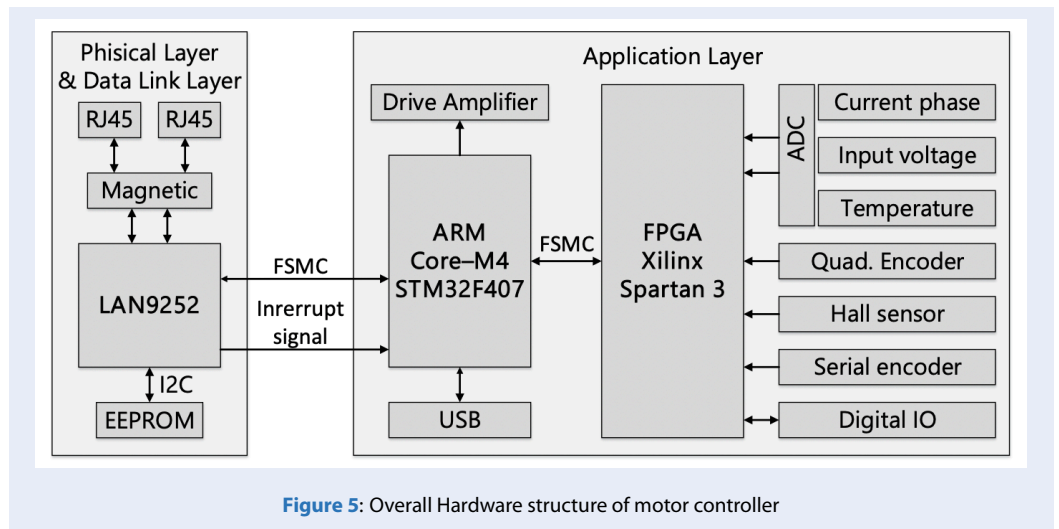 Phisical Layer
& Data Link Layer
RJ45
RJ45
Magnetic
LAN9252
I2C
EEPROM
FSMC
Inrerrupt
signal
Application Layer
Drive Amplifier
ARM
Core–M4
STM32F407
USB
FSMC
FPGA
Xilinx
Spartan 3
ADC
Current phase
Input voltage
Temperature
Quad. Encoder
Hall sensor
Serial encoder
Digital IO
Figure 5: Overall Hardware structure of motor controller